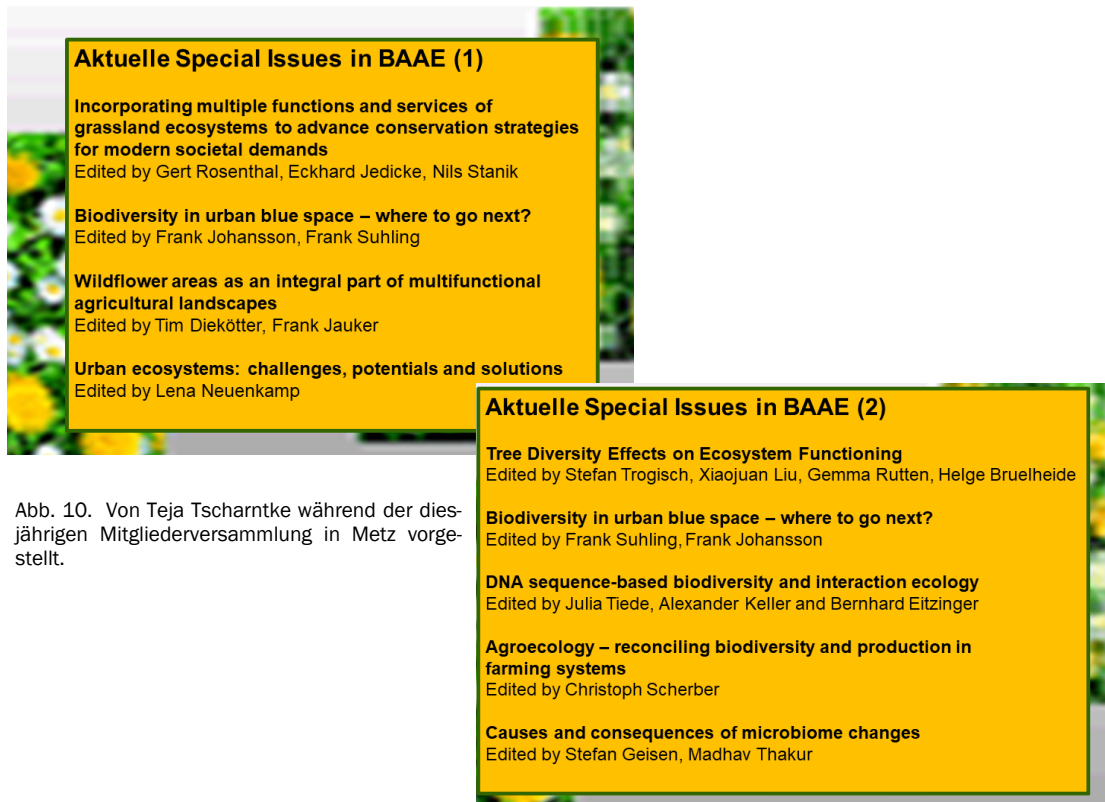 Aktuelle Special Issues in BAAE (1)
Incorporating multiple functions and services of
grassland ecosystems to advance conservation strategies
for modern societal demands
Edited by Gert Rosenthal, Eckhard Jedicke, Nils Stanik
Biodiversity in urban blue space – where to go next?
Edited by Frank Johansson, Frank Suhling
Wildflower areas as an integral part of multifunctional
agricultural landscapes
Edited by Tim Diekötter, Frank Jauker
Urban ecosystems: challenges, potentials and solutions
Edited by Lena Neuenkamp
Abb. 10. Von Teja Tscharntke während der dies-
jährigen Mitgliederversammlung in Metz vorge-
stellt.
Aktuelle Special Issues in BAAE (2)
Tree Diversity Effects on Ecosystem Functioning
Edited by Stefan Trogisch, Xiaojuan Liu, Gemma Rutten, Helge Bruelheide
Biodiversity in urban blue space – where to go next?
Edited by Frank Suhling, Frank Johansson
DNA sequence-based biodiversity and interaction ecology
Edited by Julia Tiede, Alexander Keller and Bernhard Eitzinger
Agroecology – reconciling biodiversity and production in
farming systems
Edited by Christoph Scherber
Causes and consequences of microbiome changes
Edited by Stefan Geisen, Madhav Thakur